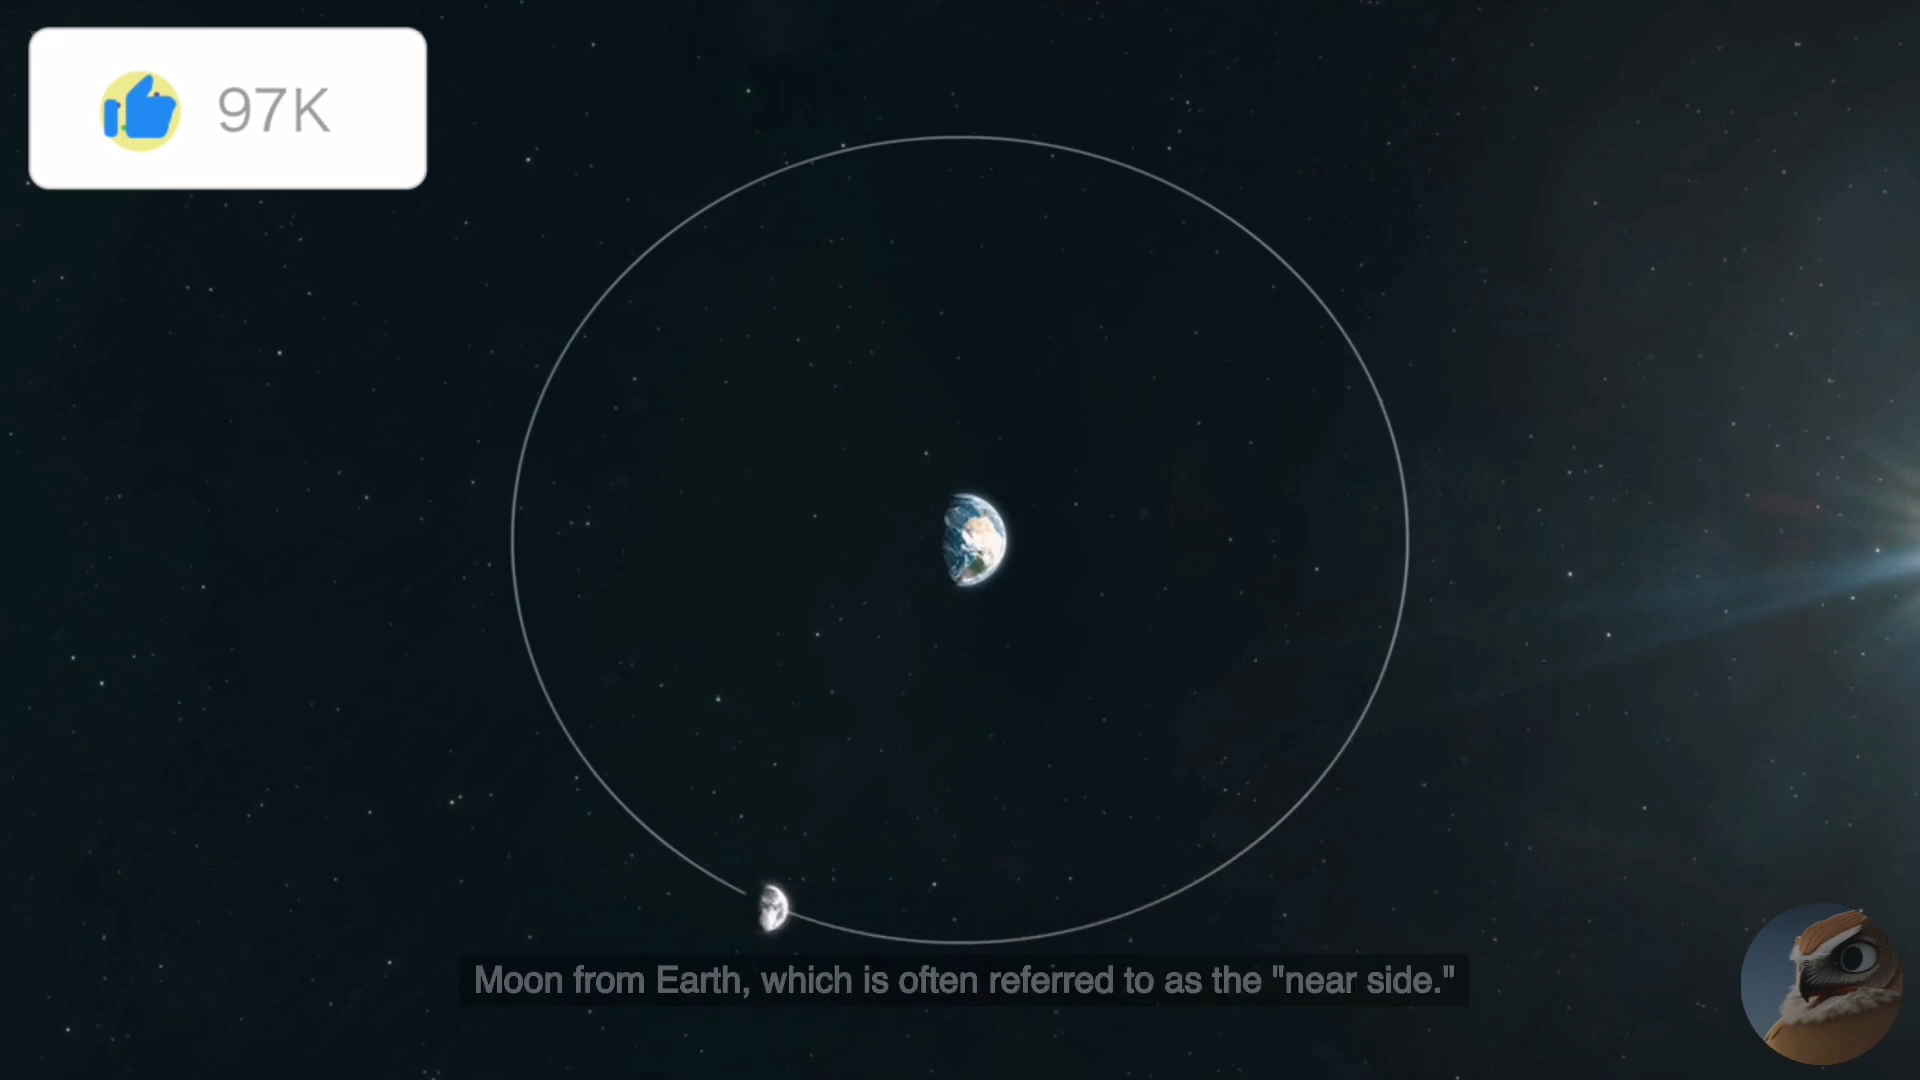 97K
Moon from Earth, which is often referred to as the "near side."